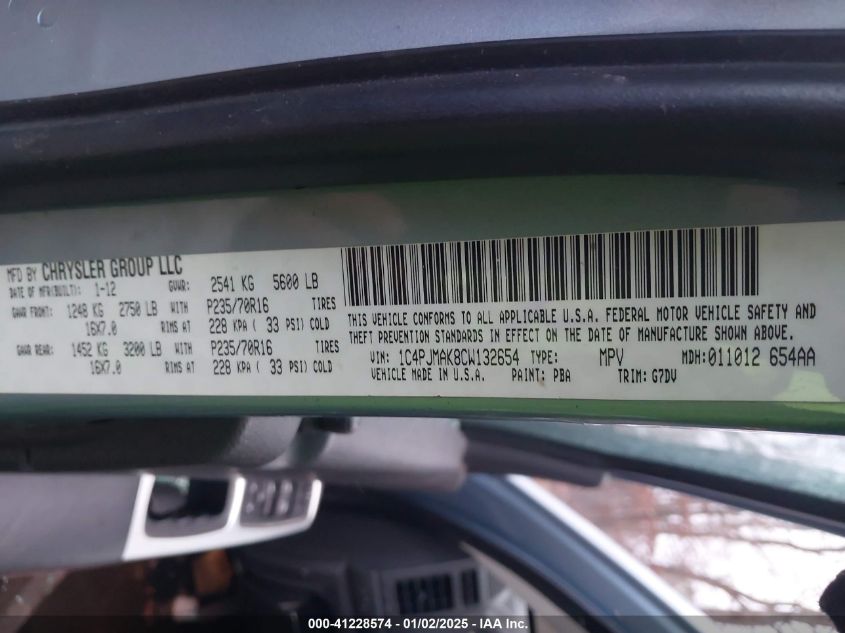 MFD BY CHRYSLER GROUP LLC
DATE OF MFR(BUILT): 1-12 GVWR: 2541 KG 5600 LB
GAWR FRONT: 1248 KG 2750 LB WITH P235/70R16 TIRES
16X7.0 RIMS AT 228 KPA ( 33 PSI) COLD
GAWR REAR: 1452 KG 3200 LB WITH P235/70R16 TIRES
16X7.0 RIMS AT 228 KPA ( 33 PSI) COLD
THIS VEHICLE CONFORMS TO ALL APPLICABLE U.S.A. FEDERAL MOTOR VEHICLE SAFETY AND
THEFT PREVENTION STANDARDS IN EFFECT ON THE DATE OF MANUFACTURE SHOWN ABOVE.
VIN: 1C4PJMAK8CW132654 TYPE: MPV MDH:011012 654AA
VEHICLE MADE IN U.S.A. PAINT: PBA TRIM: G7DV
000-41228574 - 01/02/2025 - IAA Inc.